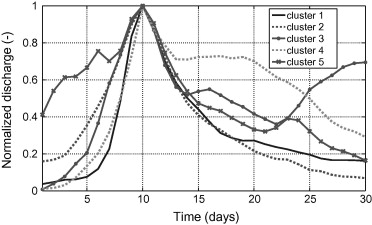 Normalized discharge (-)
1
0.8
0.6
0.4
0.2
0
cluster 1
cluster 2
cluster 3
cluster 4
cluster 5
5
10
15
20
25
30
Time (days)